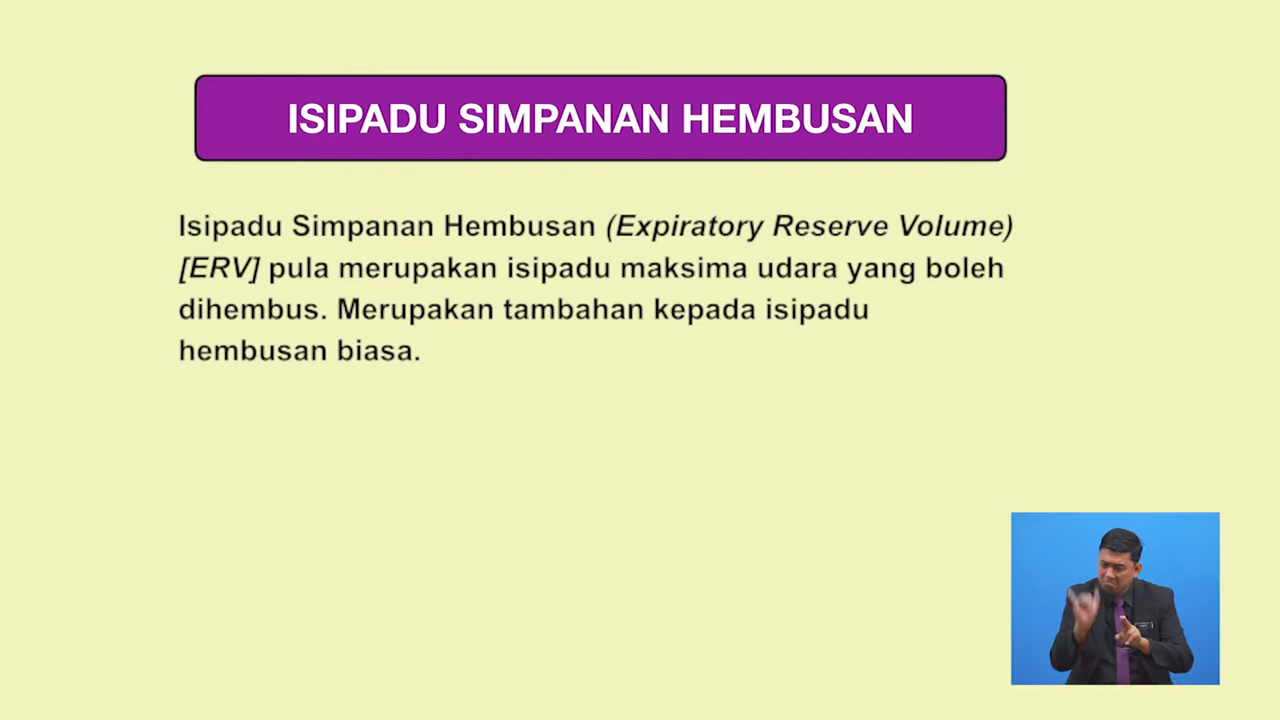 ISIPADU SIMPANAN HEMBUSAN
Isipadu Simpanan Hembusan (Expiratory Reserve Volume)
[ERV] pula merupakan isipadu maksima udara yang boleh
dihembus. Merupakan tambahan kepada isipadu
hembusan biasa.